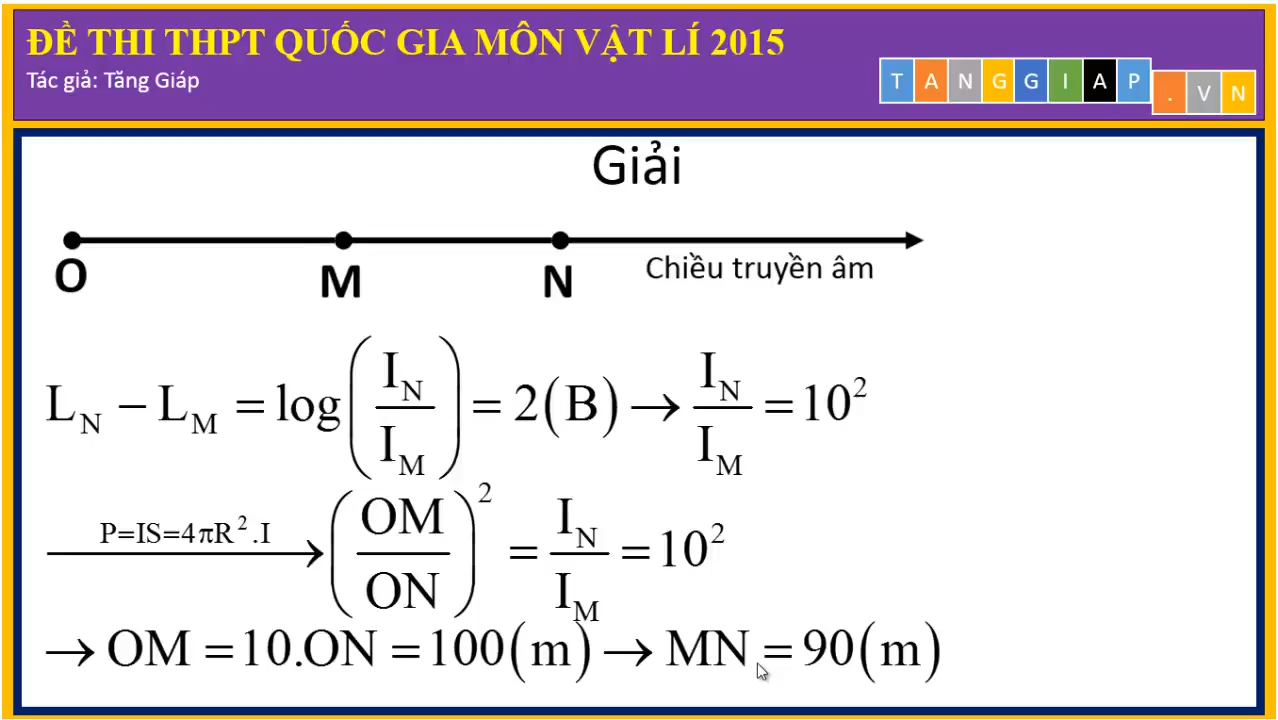 ĐỀ THI THPT QUỐC GIA MÔN VẬT LÍ 2015
Tác giả: Tăng Giáp
TANGGIAP.VN
Giải
O M N Chiều truyền âm
L_N − L_M = log(I_N/I_M) = 2(B) → I_N/I_M = 10²
P=IS=4πR².I → (OM/ON)² = I_N/I_M = 10²
→ OM = 10.ON = 100(m) → MN = 90(m)